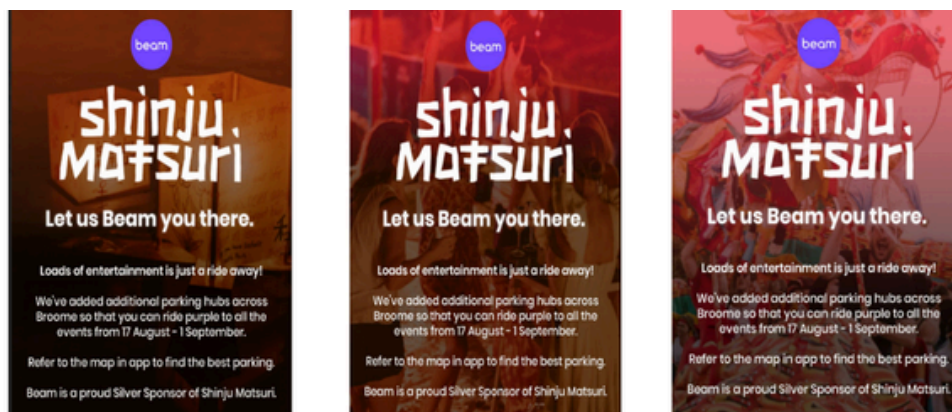 beam
shinju
matsuri
Let us Beam you there.
Loads of entertainment is just a ride away!
We've added additional parking hubs across
Broome so that you can ride purple to all the
events from 17 August - 1 September.
Refer to the map in app to find the best parking.
Beam is a proud Silver Sponsor of Shinju Matsuri.
beam
shinju
matsuri
Let us Beam you there.
Loads of entertainment is just a ride away!
We've added additional parking hubs across
Broome so that you can ride purple to all the
events from 17 August - 1 September.
Refer to the map in app to find the best parking.
Beam is a proud Silver Sponsor of Shinju Matsuri.
beam
shinju
matsuri
Let us Beam you there.
Loads of entertainment is just a ride away!
We've added additional parking hubs across
Broome so that you can ride purple to all the
events from 17 August - 1 September.
Refer to the map in app to find the best parking.
Beam is a proud Silver Sponsor of Shinju Matsuri.